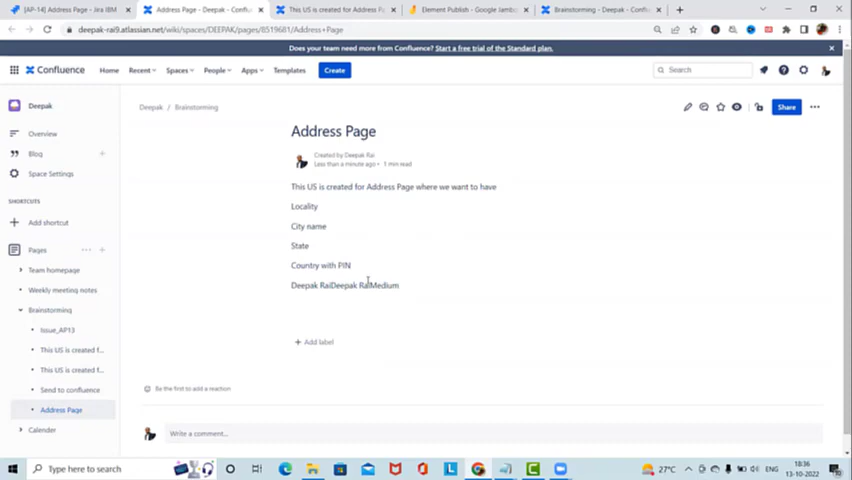 [AP-14] Address Page - Jira IBM
Address Page - Deepak - Conflu
This US is created for Address Pa
Element Publish - Google Jambo
Brainstorming - Deepak - Conflu
deepak-rai9.atlassian.net/wiki/spaces/DEEPAK/pages/8519681/Address+Page
Does your team need more from Confluence? Start a free trial of the Standard plan.
Confluence Home Recent Spaces People Apps Templates Create Search
Deepak
Overview
Blog
Space Settings
SHORTCUTS
Add shortcut
Pages
Team homepage
Weekly meeting notes
Brainstorming
Issue_AP13
This US is created f...
This US is created f...
Send to confluence
Address Page
Calender
Deepak / Brainstorming
Share
Address Page
Created by Deepak Rai
Less than a minute ago • 1 min read
This US is created for Address Page where we want to have
Locality
City name
State
Country with PIN
Deepak RaiDeepak RaiMedium
Add label
Be the first to add a reaction
Write a comment...
Type here to search
27°C
ENG
18:36
13-10-2022